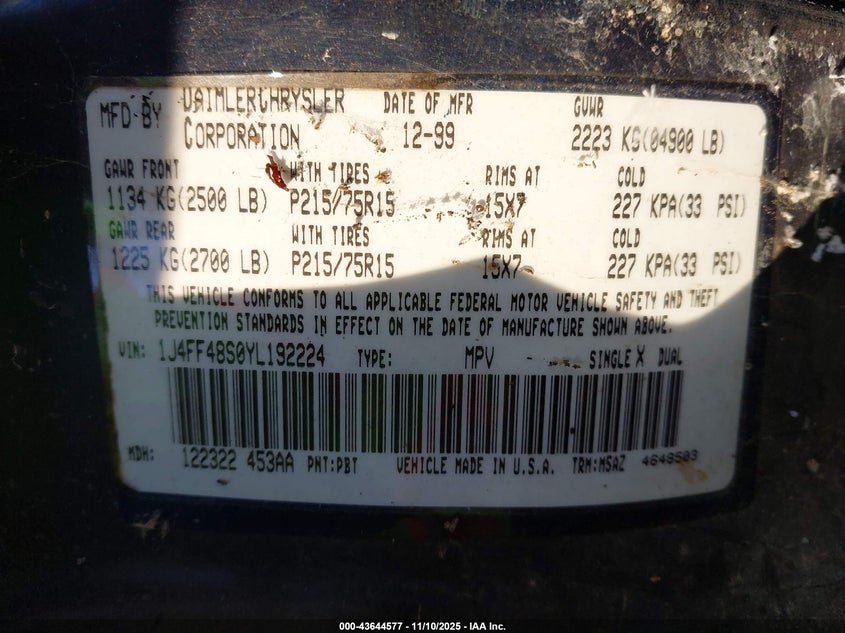 MFD BY DAIMLERCHRYSLER CORPORATION DATE OF MFR 12-99 GVWR 2223 KG(04900 LB)
GAWR FRONT WITH TIRES RIMS AT COLD
1134 KG(2500 LB) P215/75R15 15X7 227 KPA(33 PSI)
GAWR REAR WITH TIRES RIMS AT COLD
1225 KG(2700 LB) P215/75R15 15X7 227 KPA(33 PSI)
THIS VEHICLE CONFORMS TO ALL APPLICABLE FEDERAL MOTOR VEHICLE SAFETY AND THEFT
PREVENTION STANDARDS IN EFFECT ON THE DATE OF MANUFACTURE SHOWN ABOVE.
VIN: 1J4FF48S0YL192224 TYPE: MPV SINGLE X DUAL
MDH: 122322 453AA PNT:PBT VEHICLE MADE IN U.S.A. TRM:MSAZ 4648503
000-43644577 - 11/10/2025 - IAA Inc.